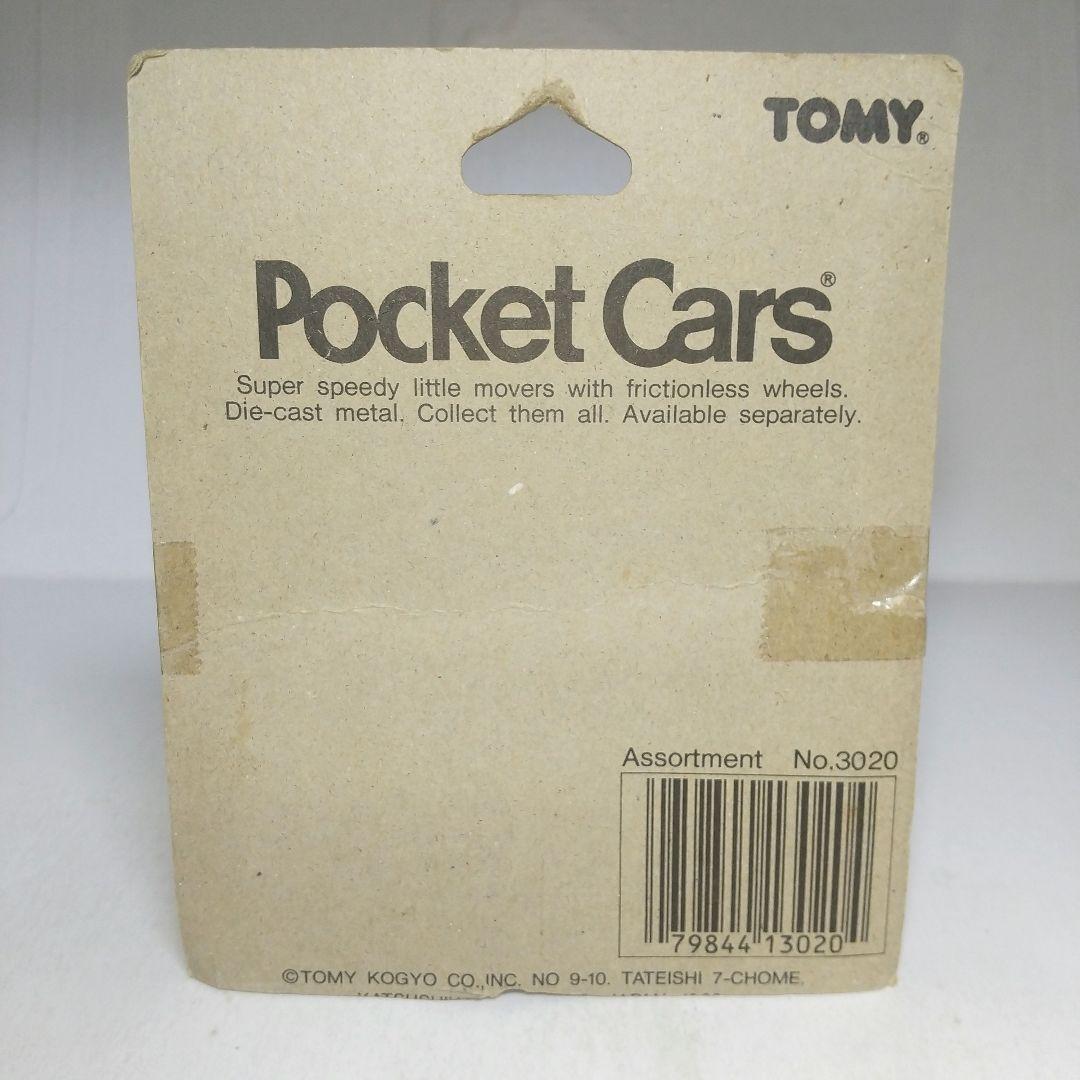 TOMY®
Pocket Cars®
Super speedy little movers with frictionless wheels.
Die-cast metal. Collect them all. Available separately.
Assortment No.3020
79844 13020
©TOMY KOGYO CO.,INC. NO 9-10. TATEISHI 7-CHOME,